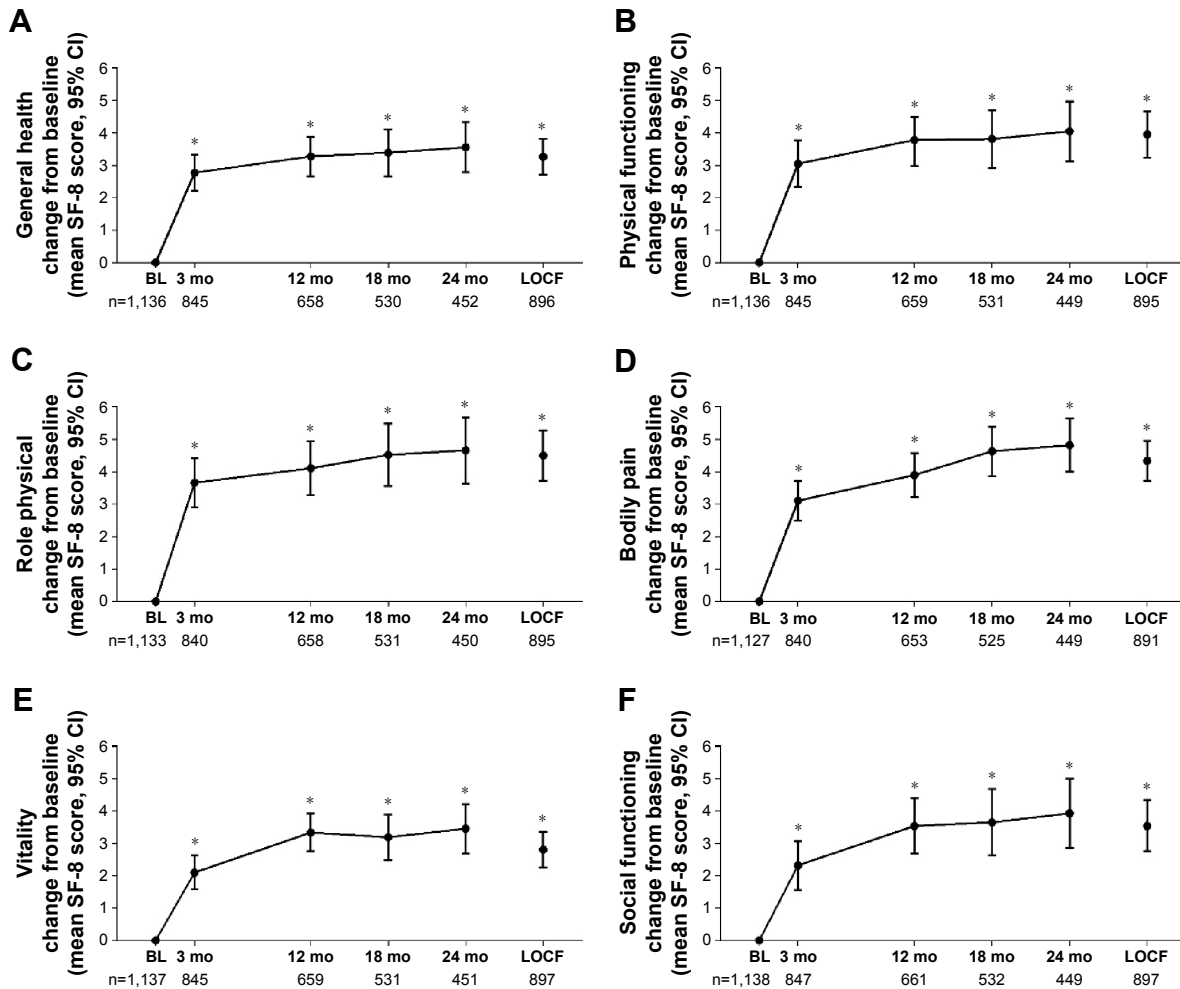 A
General health
change from baseline
(mean SF-8 score, 95% CI)
6
5
4
3
2
1
0
* * * * *
BL 3 mo 12 mo 18 mo 24 mo LOCF
n=1,136 845 658 530 452 896
B
Physical functioning
change from baseline
(mean SF-8 score, 95% CI)
6
5
4
3
2
1
0
* * * * *
BL 3 mo 12 mo 18 mo 24 mo LOCF
n=1,136 845 659 531 449 895
C
Role physical
change from baseline
(mean SF-8 score, 95% CI)
6
5
4
3
2
1
0
* * * * *
BL 3 mo 12 mo 18 mo 24 mo LOCF
n=1,133 840 658 531 450 895
D
Bodily pain
change from baseline
(mean SF-8 score, 95% CI)
6
5
4
3
2
1
0
* * * * *
BL 3 mo 12 mo 18 mo 24 mo LOCF
n=1,127 840 653 525 449 891
E
Vitality
change from baseline
(mean SF-8 score, 95% CI)
6
5
4
3
2
1
0
* * * * *
BL 3 mo 12 mo 18 mo 24 mo LOCF
n=1,137 845 659 531 451 897
F
Social functioning
change from baseline
(mean SF-8 score, 95% CI)
6
5
4
3
2
1
0
* * * * *
BL 3 mo 12 mo 18 mo 24 mo LOCF
n=1,138 847 661 532 449 897